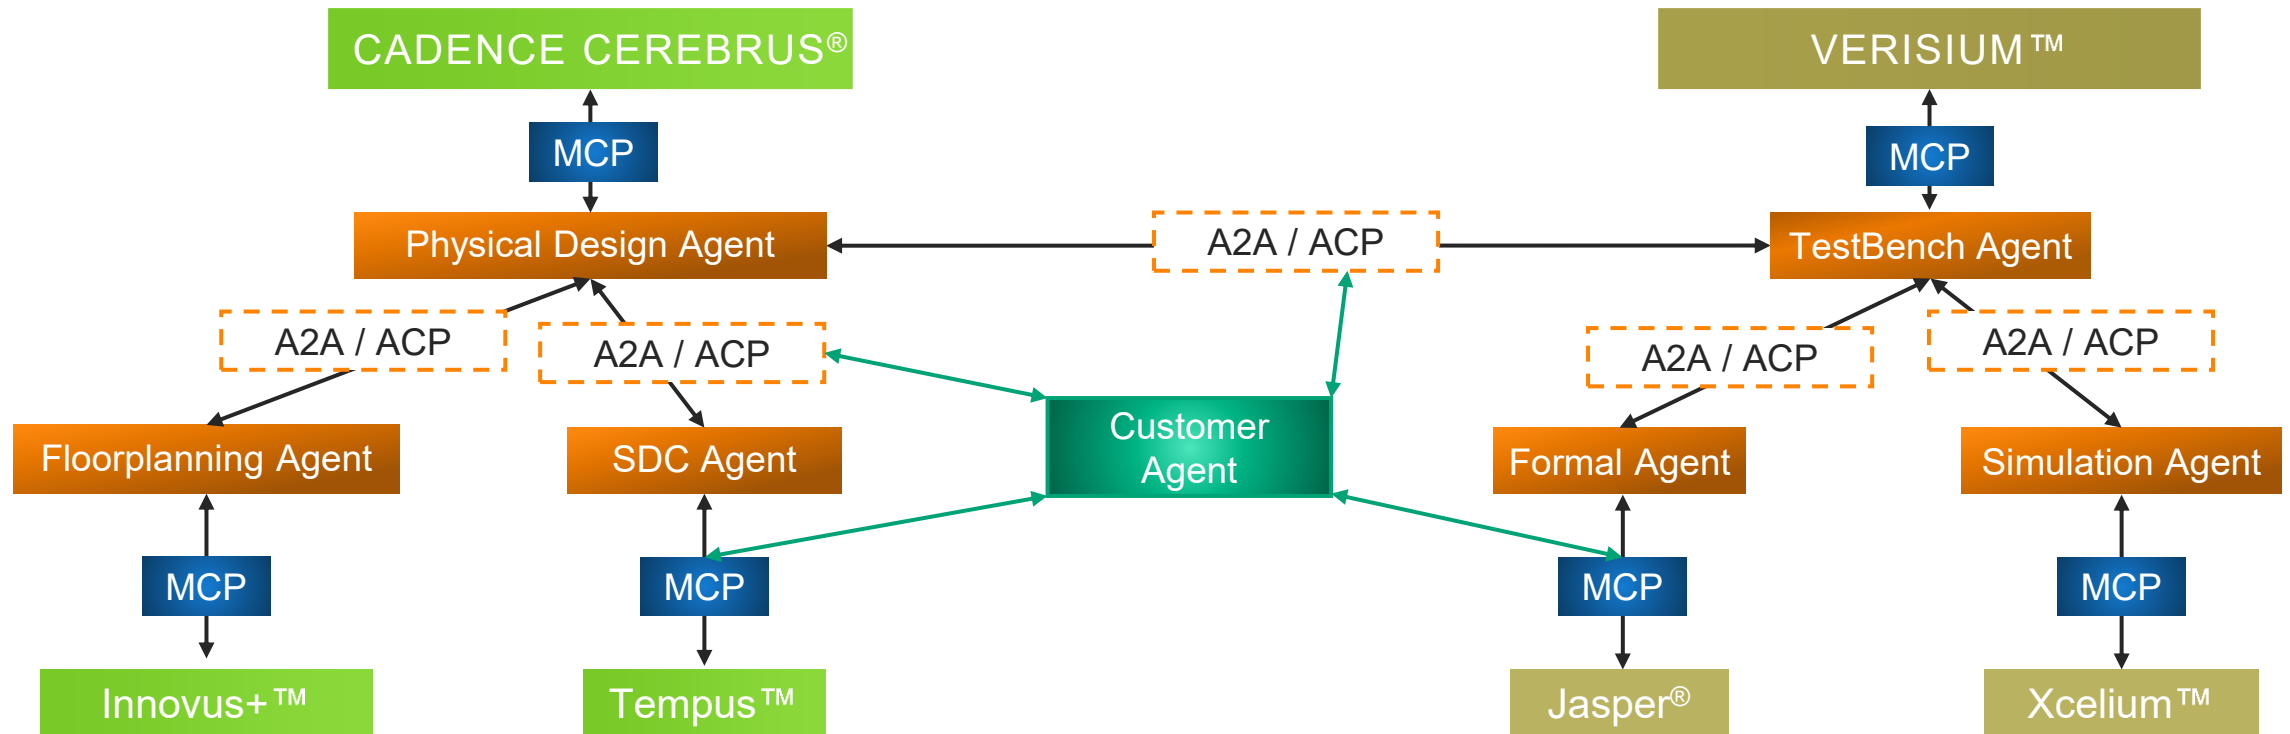 CADENCE CEREBRUS®
VERISIUM™
MCP
MCP
Physical Design Agent
A2A / ACP
TestBench Agent
A2A / ACP
A2A / ACP
A2A / ACP
A2A / ACP
Floorplanning Agent
SDC Agent
Customer
Agent
Formal Agent
Simulation Agent
MCP
MCP
MCP
MCP
Innovus+™
Tempus™
Jasper®
Xcelium™